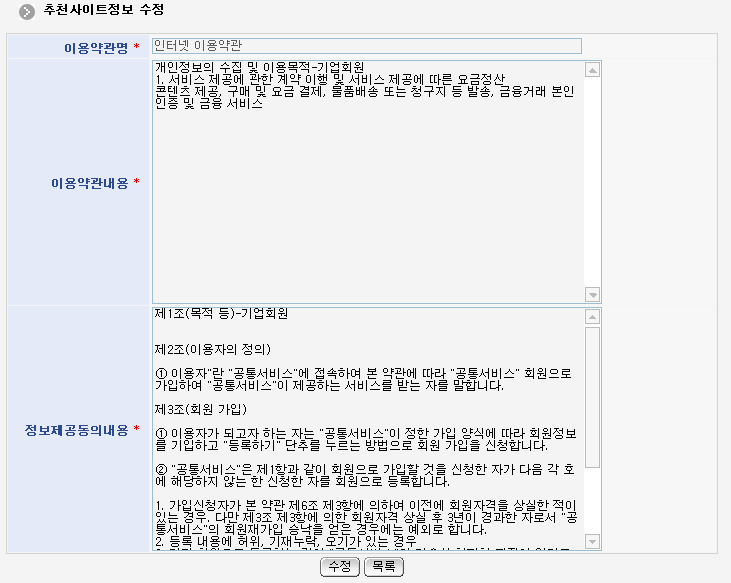 추천사이트정보 수정
이용약관명 *
인터넷 이용약관
이용약관내용 *
개인정보의 수집 및 이용목적-기업회원
1. 서비스 제공에 관한 계약 이행 및 서비스 제공에 따른 요금정산
콘텐츠 제공, 구매 및 요금 결제, 물품배송 또는 청구지 등 발송, 금융거래 본인
인증 및 금융 서비스
정보제공동의내용 *
제1조(목적 등)-기업회원
제2조(이용자의 정의)
① 이용자"란 "공통서비스"에 접속하여 본 약관에 따라 "공통서비스" 회원으로
가입하여 "공통서비스"이 제공하는 서비스를 받는 자를 말합니다.
제3조(회원 가입)
① 이용자가 되고자 하는 자는 "공통서비스"이 정한 가입 양식에 따라 회원정보
를 기입하고 "등록하기" 단추를 누르는 방법으로 회원 가입을 신청합니다.
② "공통서비스"은 제1항과 같이 회원으로 가입할 것을 신청한 자가 다음 각 호
에 해당하지 않는 한 신청한 자를 회원으로 등록합니다.
1. 가입신청자가 본 약관 제6조 제3항에 의하여 이전에 회원자격을 상실한 적이
있는 경우. 다만 제3조 제3항에 의한 회원자격 상실 후 3년이 경과한 자로서 "공
통서비스"의 회원재가입 승낙을 얻은 경우에는 예외로 합니다.
2. 등록 내용에 허위, 기재누락, 오기가 있는 경우
수정
목록